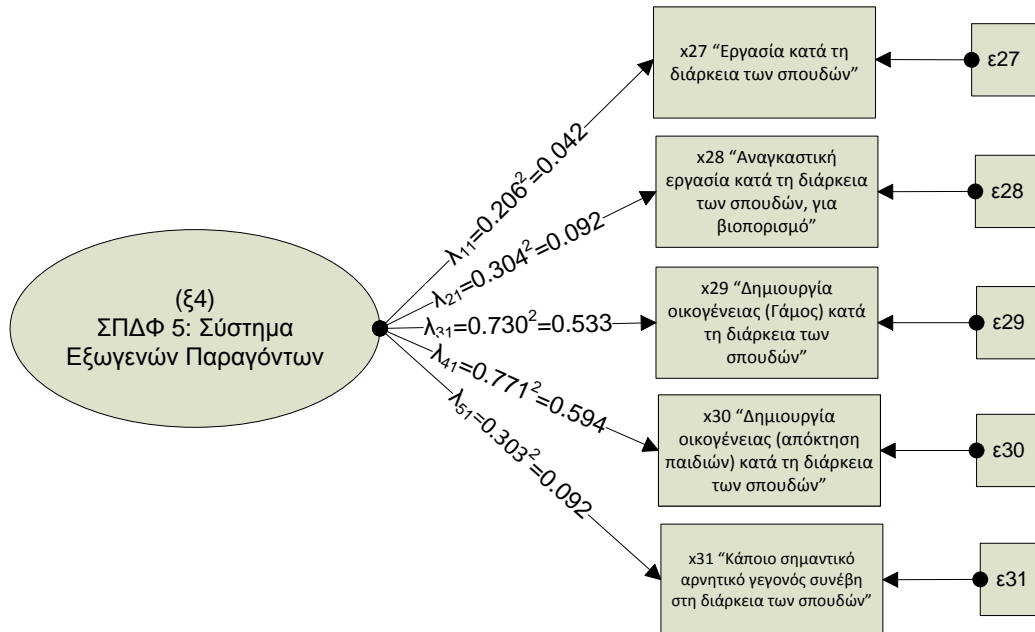 (ξ4)
ΣΠΔΦ 5: Σύστημα
Εξωγενών Παραγόντων
λ₁₁=0.206²=0.042
λ₂₁=0.304²=0.092
λ₃₁=0.730²=0.533
λ₄₁=0.771²=0.594
λ₅₁=0.303²=0.092
x27 “Εργασία κατά τη
διάρκεια των σπουδών”
ε27
x28 “Αναγκαστική
εργασία κατά τη διάρκεια
των σπουδών, για
βιοπορισμό”
ε28
x29 “Δημιουργία
οικογένειας (Γάμος) κατά
τη διάρκεια των
σπουδών”
ε29
x30 “Δημιουργία
οικογένειας (απόκτηση
παιδιών) κατά τη διάρκεια
των σπουδών”
ε30
x31 “Κάποιο σημαντικό
αρνητικό γεγονός συνέβη
στη διάρκεια των σπουδών”
ε31